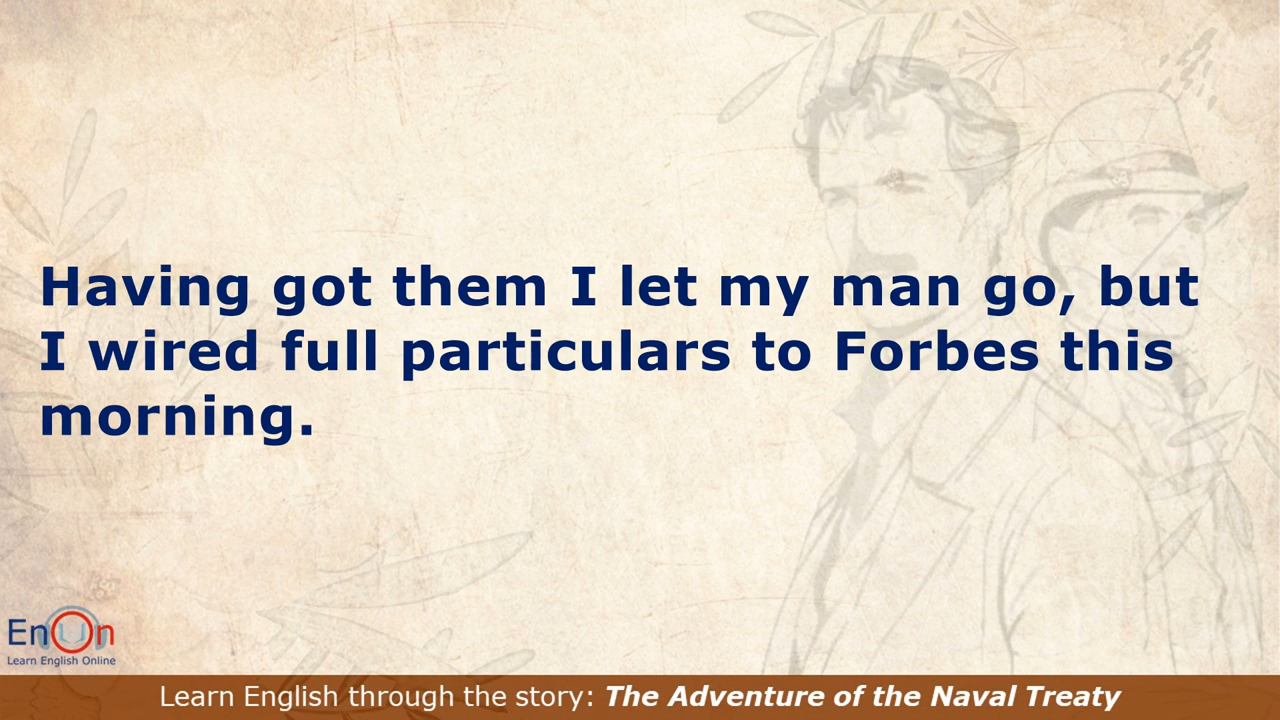 Having got them I let my man go, but
I wired full particulars to Forbes this
morning.
EnOn
Learn English Online
Learn English through the story: The Adventure of the Naval Treaty